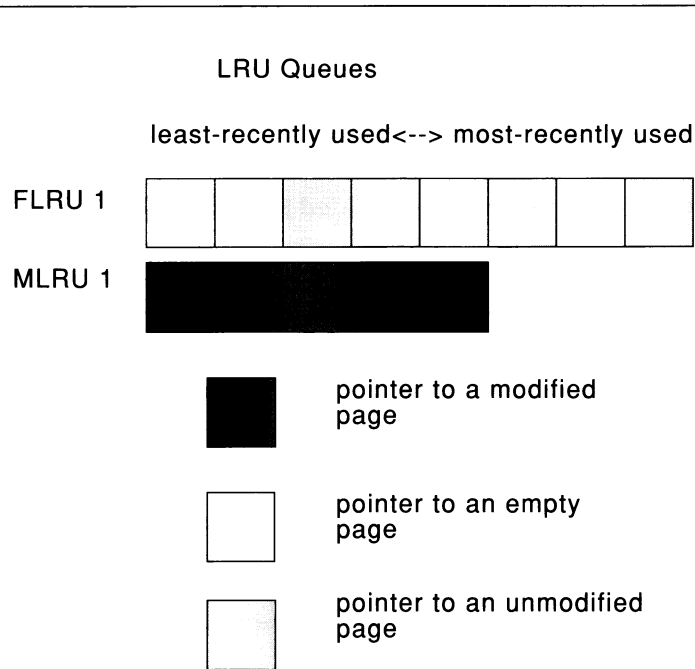 LRU Queues
least-recently used<--> most-recently used
FLRU 1
MLRU 1
pointer to a modified
page
pointer to an empty
page
pointer to an unmodified
page